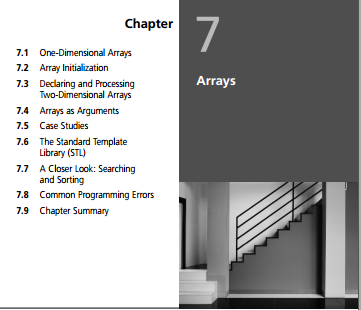 Chapter 7
7.1 One-Dimensional Arrays
7.2 Array Initialization
7.3 Declaring and Processing
Two-Dimensional Arrays
7.4 Arrays as Arguments
7.5 Case Studies
7.6 The Standard Template
Library (STL)
7.7 A Closer Look: Searching
and Sorting
7.8 Common Programming Errors
7.9 Chapter Summary
Arrays